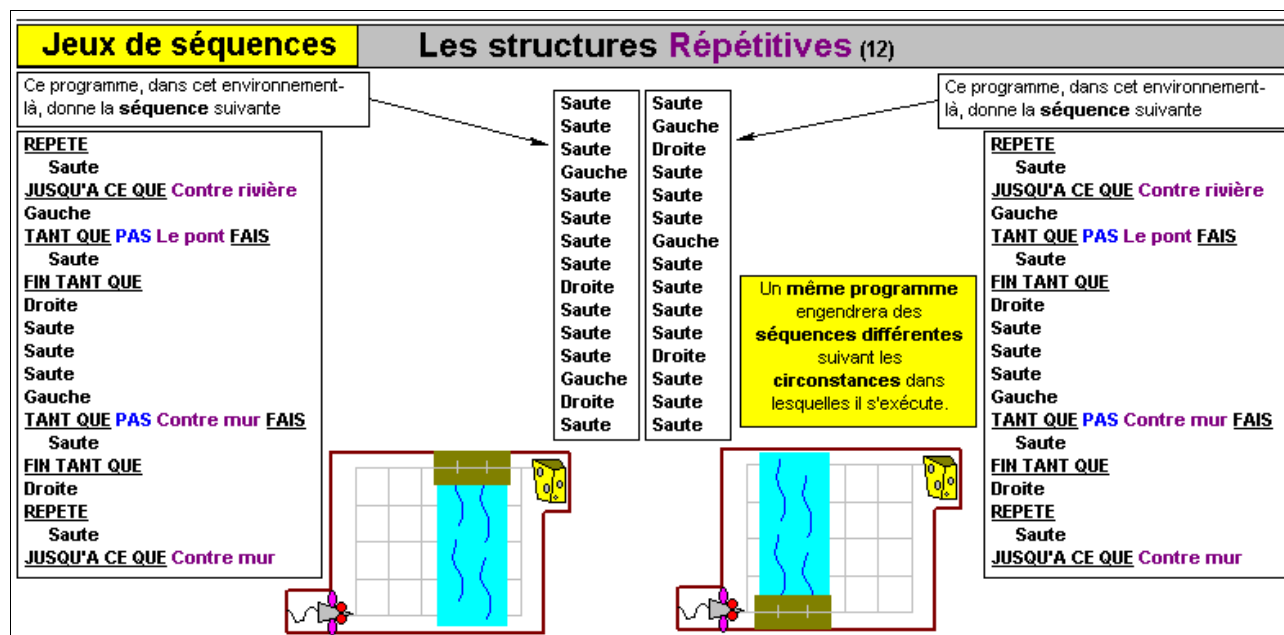 Jeux de séquences
Les structures Répétitives (12)
Ce programme, dans cet environnement-
là, donne la séquence suivante
REPETE
Saute
JUSQU'A CE QUE Contre rivière
Gauche
TANT QUE PAS Le pont FAIS
Saute
FIN TANT QUE
Droite
Saute
Saute
Saute
Gauche
TANT QUE PAS Contre mur FAIS
Saute
FIN TANT QUE
Droite
REPETE
Saute
JUSQU'A CE QUE Contre mur
Saute
Saute
Saute
Gauche
Saute
Saute
Saute
Saute
Droite
Saute
Saute
Saute
Gauche
Droite
Saute
Saute
Gauche
Droite
Saute
Saute
Saute
Gauche
Saute
Saute
Saute
Saute
Droite
Saute
Saute
Saute
Un même programme
engendrera des
séquences différentes
suivant les
circonstances dans
lesquelles il s'exécute.
Ce programme, dans cet environnement-
là, donne la séquence suivante
REPETE
Saute
JUSQU'A CE QUE Contre rivière
Gauche
TANT QUE PAS Le pont FAIS
Saute
FIN TANT QUE
Droite
Saute
Saute
Saute
Gauche
TANT QUE PAS Contre mur FAIS
Saute
FIN TANT QUE
Droite
REPETE
Saute
JUSQU'A CE QUE Contre mur